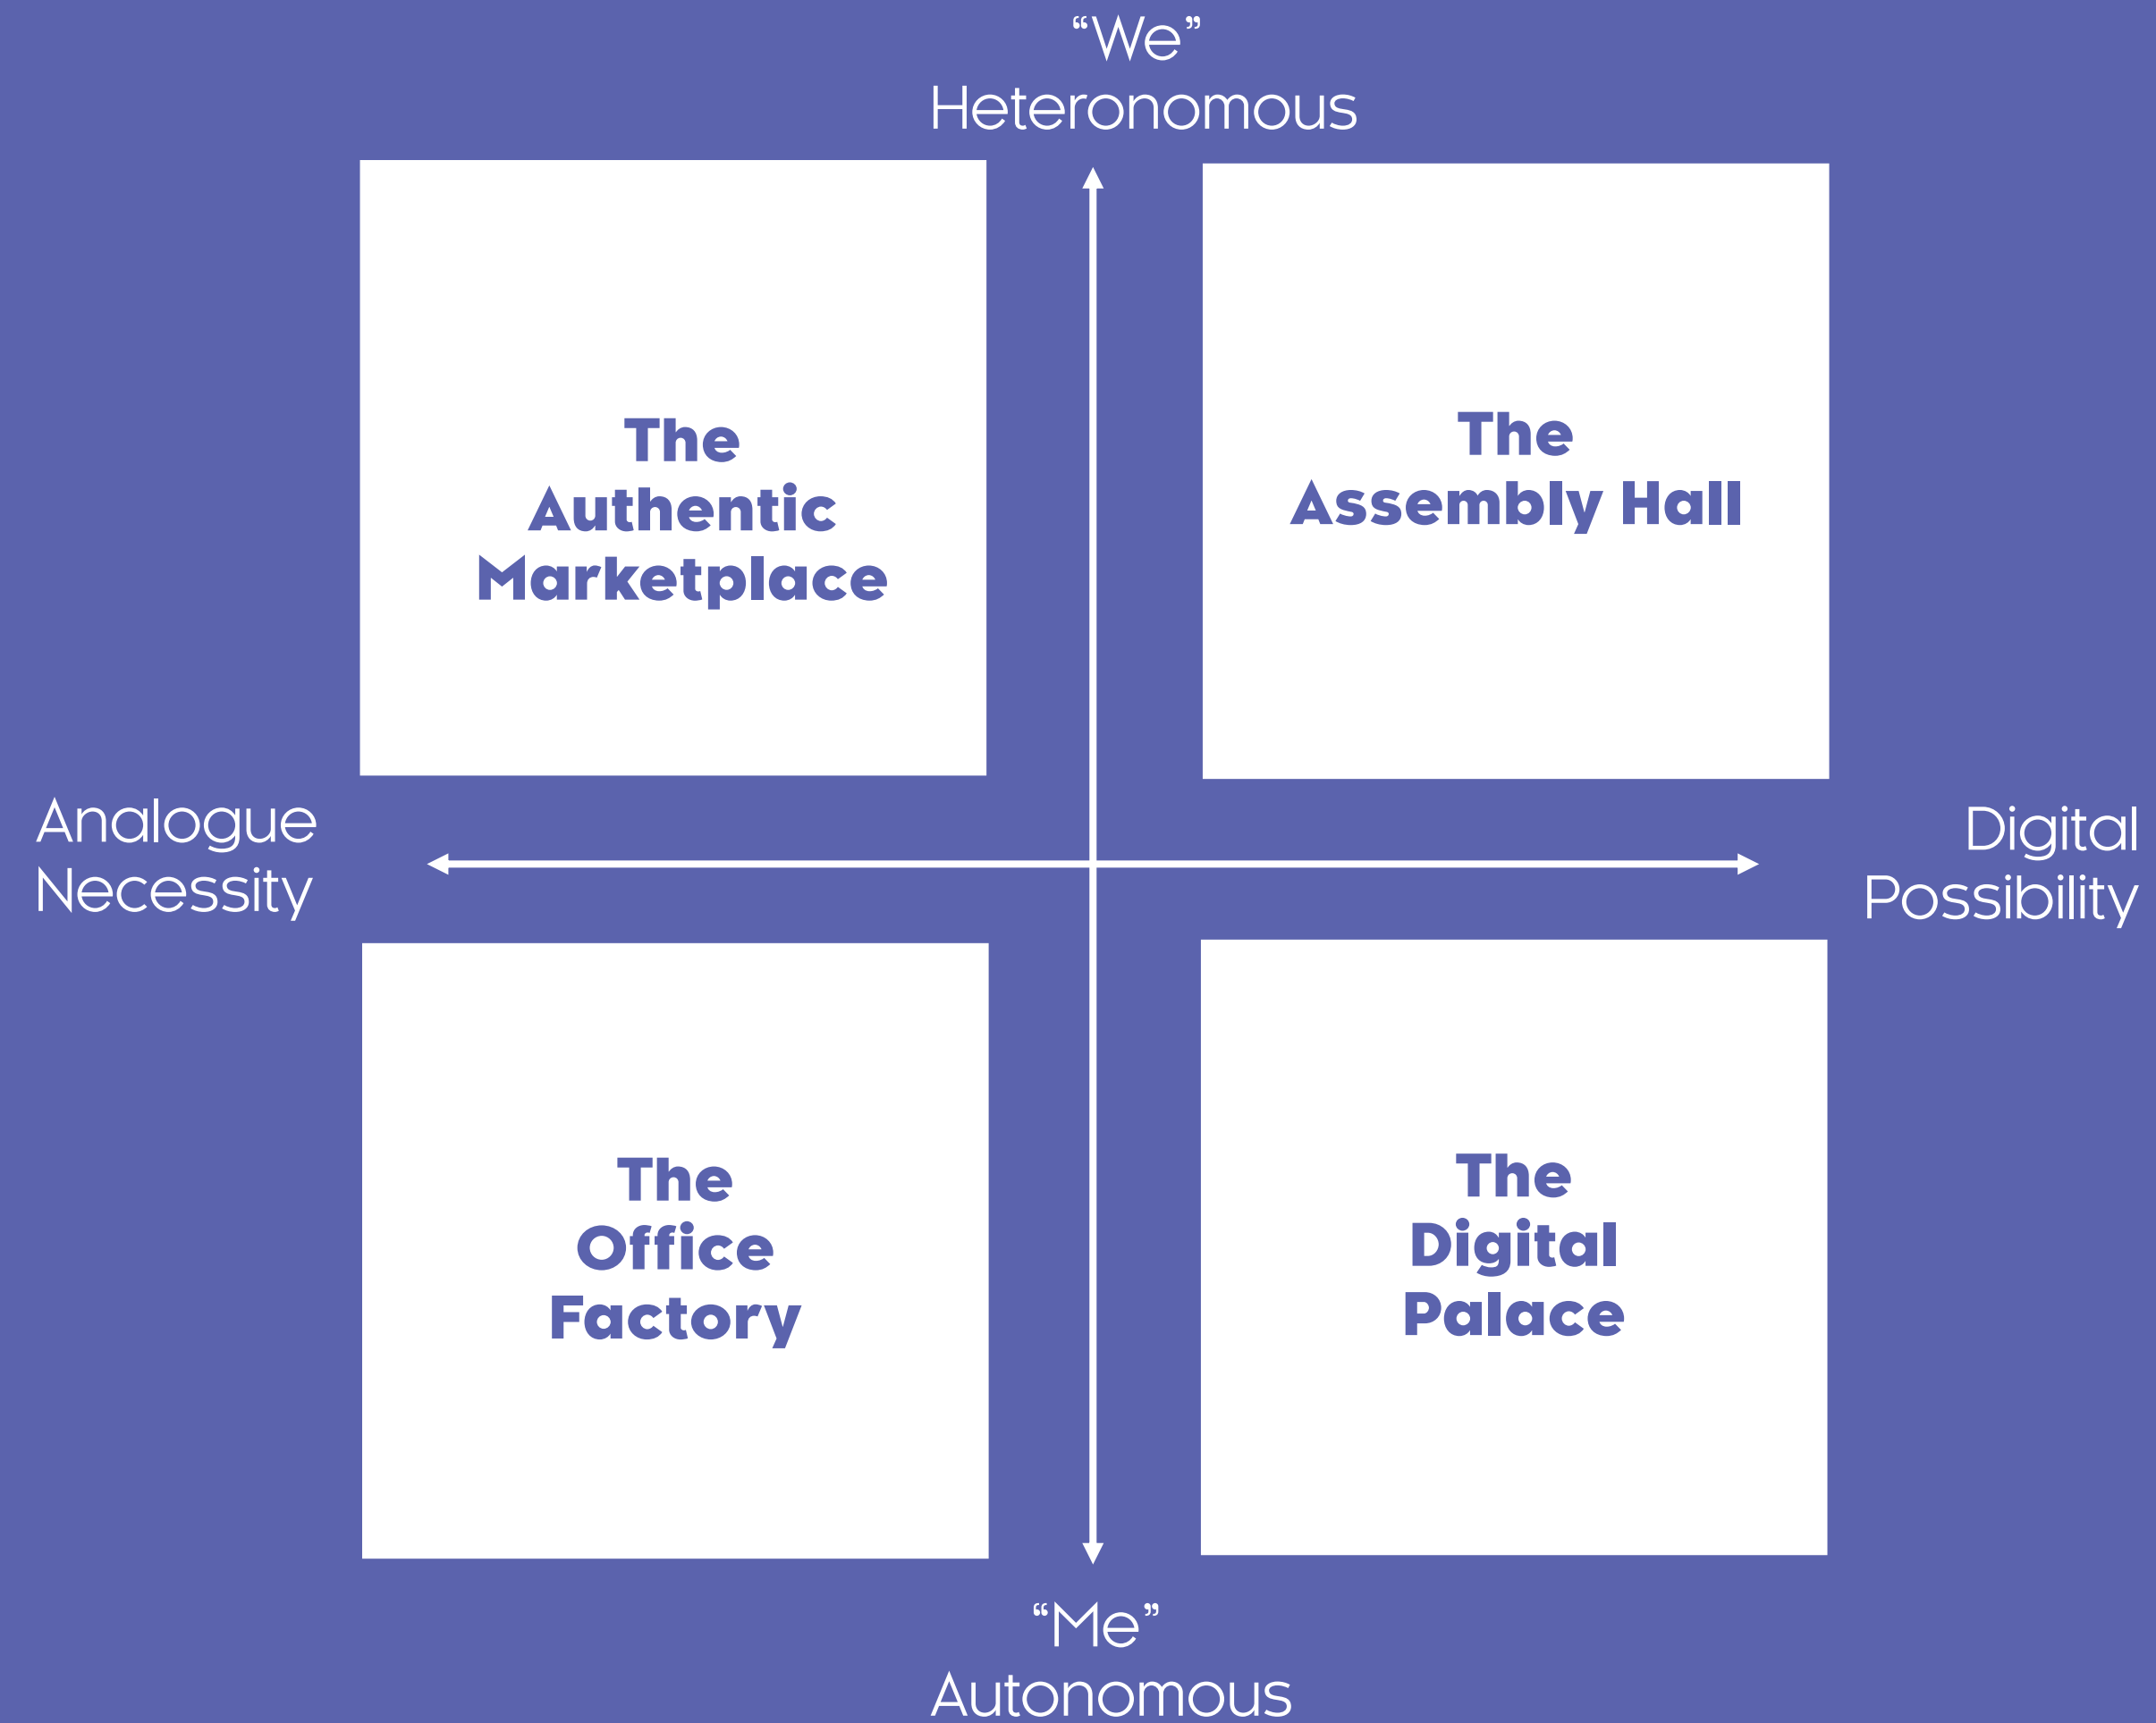 “We”
Heteronomous
The
Authentic
Marketplace
The
Assembly Hall
Analogue
Necessity
Digital
Possibility
The
Office
Factory
The
Digital
Palace
“Me”
Autonomous